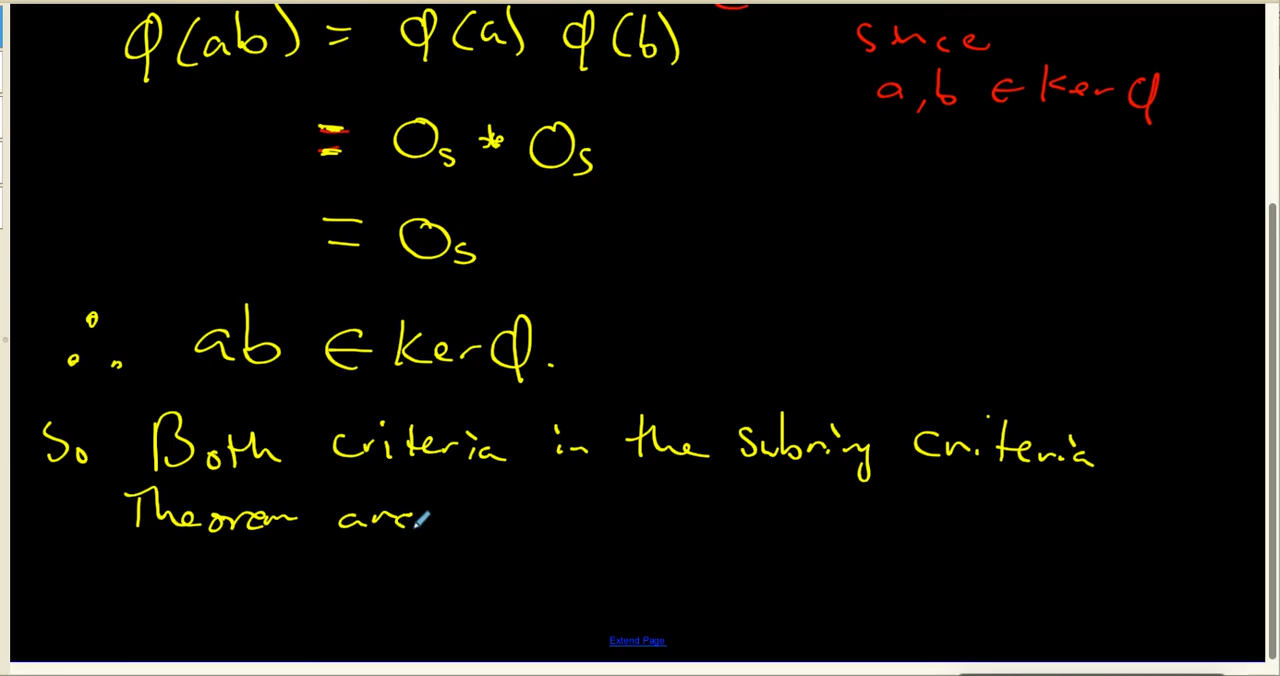 φ(ab) = φ(a) φ(b)
since
a, b ∈ ker φ
= 0s * 0s
= 0s
∴ ab ∈ ker φ.
So Both criteria in the subring criteria
Theorem are
Extend Page